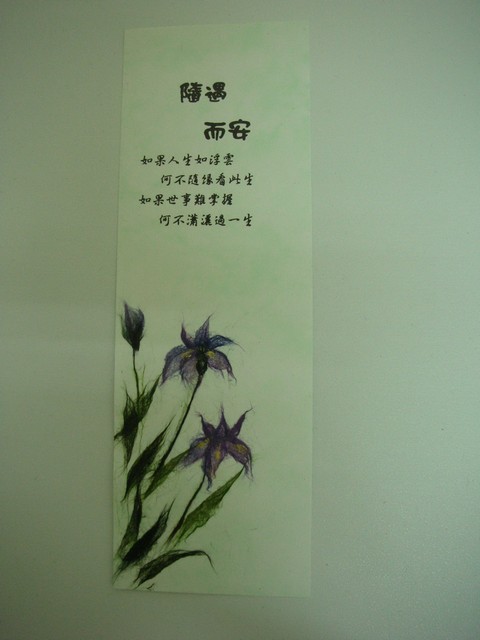 隨遇
而安
如果人生如浮雲
何不隨緣看此生
如果世事難掌握
何不瀟溪過一生